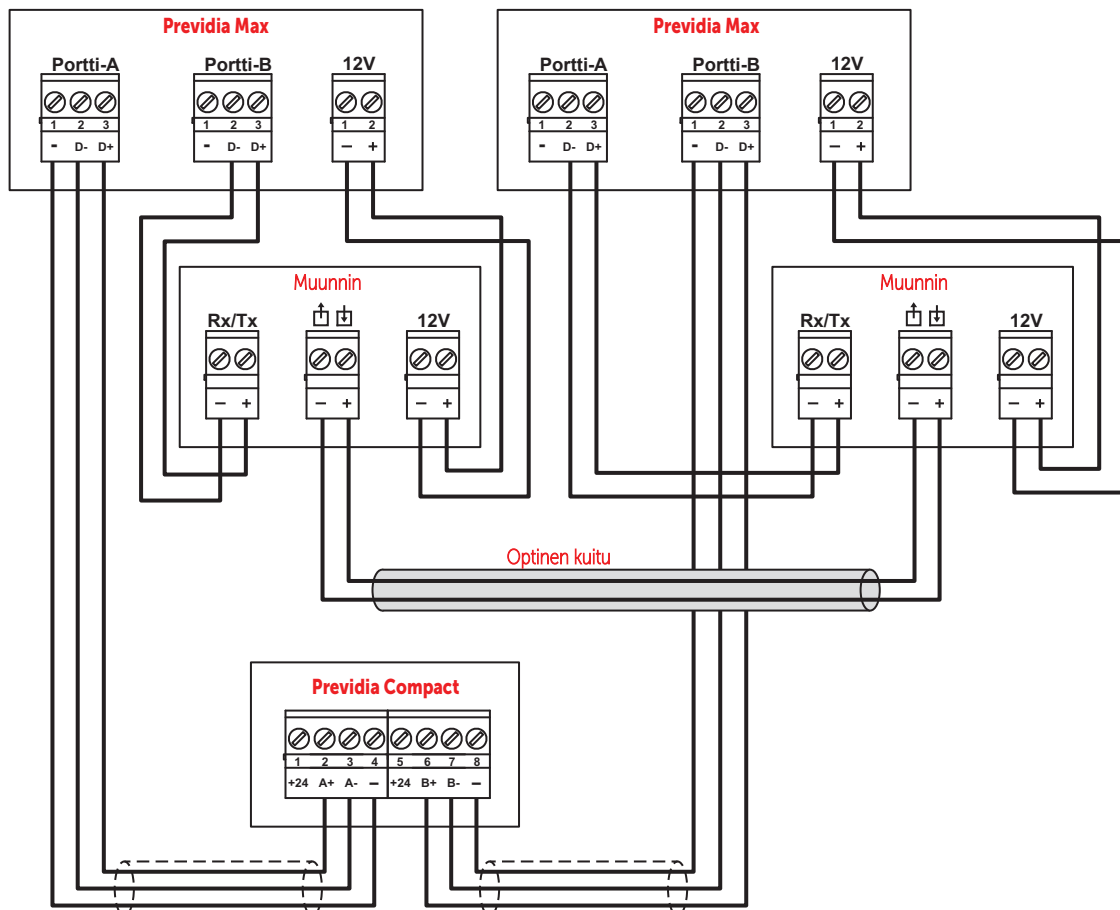 Previdia Max Previdia Max
Portti-A Portti-B 12V Portti-A Portti-B 12V
1 2 3 1 2 3 1 2 1 2 3 1 2 3 1 2
- D- D+ - D- D+ – + - D- D+ - D- D+ – +
Muunnin Muunnin
Rx/Tx 12V Rx/Tx 12V
– + – + – + – + – + – +
Optinen kuitu
Previdia Compact
1 2 3 4 5 6 7 8
+24 A+ A- – +24 B+ B- –